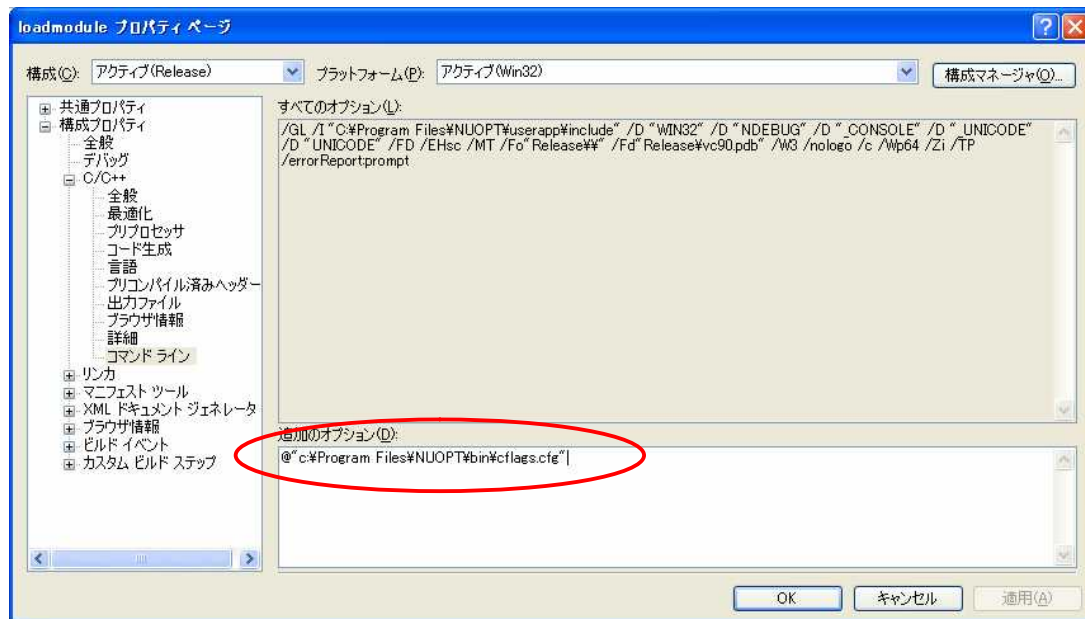 loadmodule プロパティ ページ
構成(C): アクティブ(Release) プラットフォーム(P): アクティブ(Win32) 構成マネージャ(O)...
共通プロパティ
構成プロパティ
全般
デバッグ
C/C++
全般
最適化
プリプロセッサ
コード生成
言語
プリコンパイル済みヘッダー
出力ファイル
ブラウザ情報
詳細
コマンド ライン
リンカ
マニフェスト ツール
XML ドキュメント ジェネレータ
ブラウザ情報
ビルド イベント
カスタム ビルド ステップ
すべてのオプション(L):
/GL /I "C:¥Program Files¥NUOPT¥userapp¥include" /D "WIN32" /D "NDEBUG" /D "_CONSOLE" /D "_UNICODE"
/D "UNICODE" /FD /EHsc /MT /Fo"Release¥¥" /Fd"Release¥vc90.pdb" /W3 /nologo /c /Wp64 /Zi /TP
/errorReport:prompt
追加のオプション(D):
@"c:¥Program Files¥NUOPT¥bin¥cflags.cfg"
OK キャンセル 適用(A)